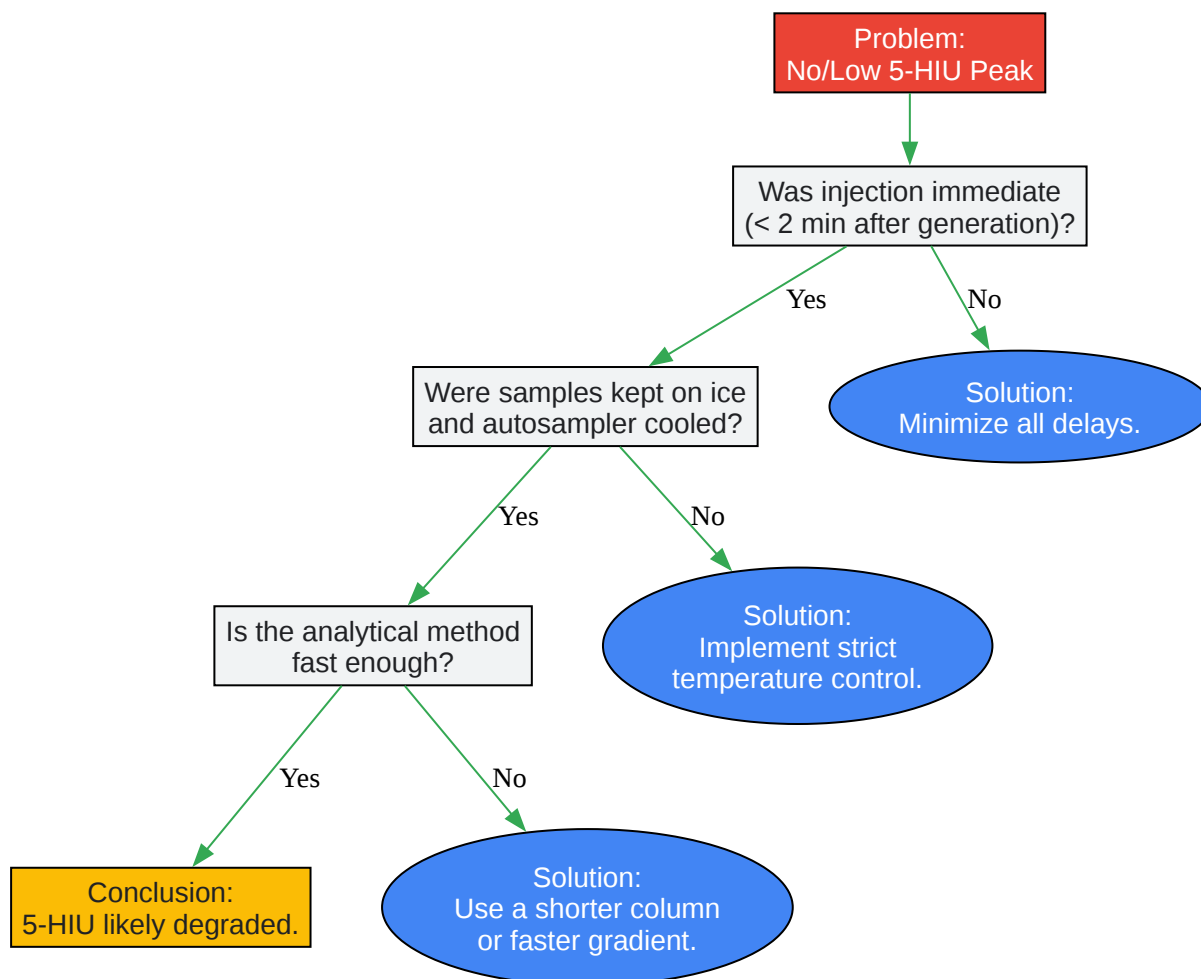 Problem:
No/Low 5-HIU Peak
Was injection immediate
(< 2 min after generation)?
Yes
No
Were samples kept on ice
and autosampler cooled?
Solution:
Minimize all delays.
Yes
No
Is the analytical method
fast enough?
Solution:
Implement strict
temperature control.
Yes
No
Conclusion:
5-HIU likely degraded.
Solution:
Use a shorter column
or faster gradient.